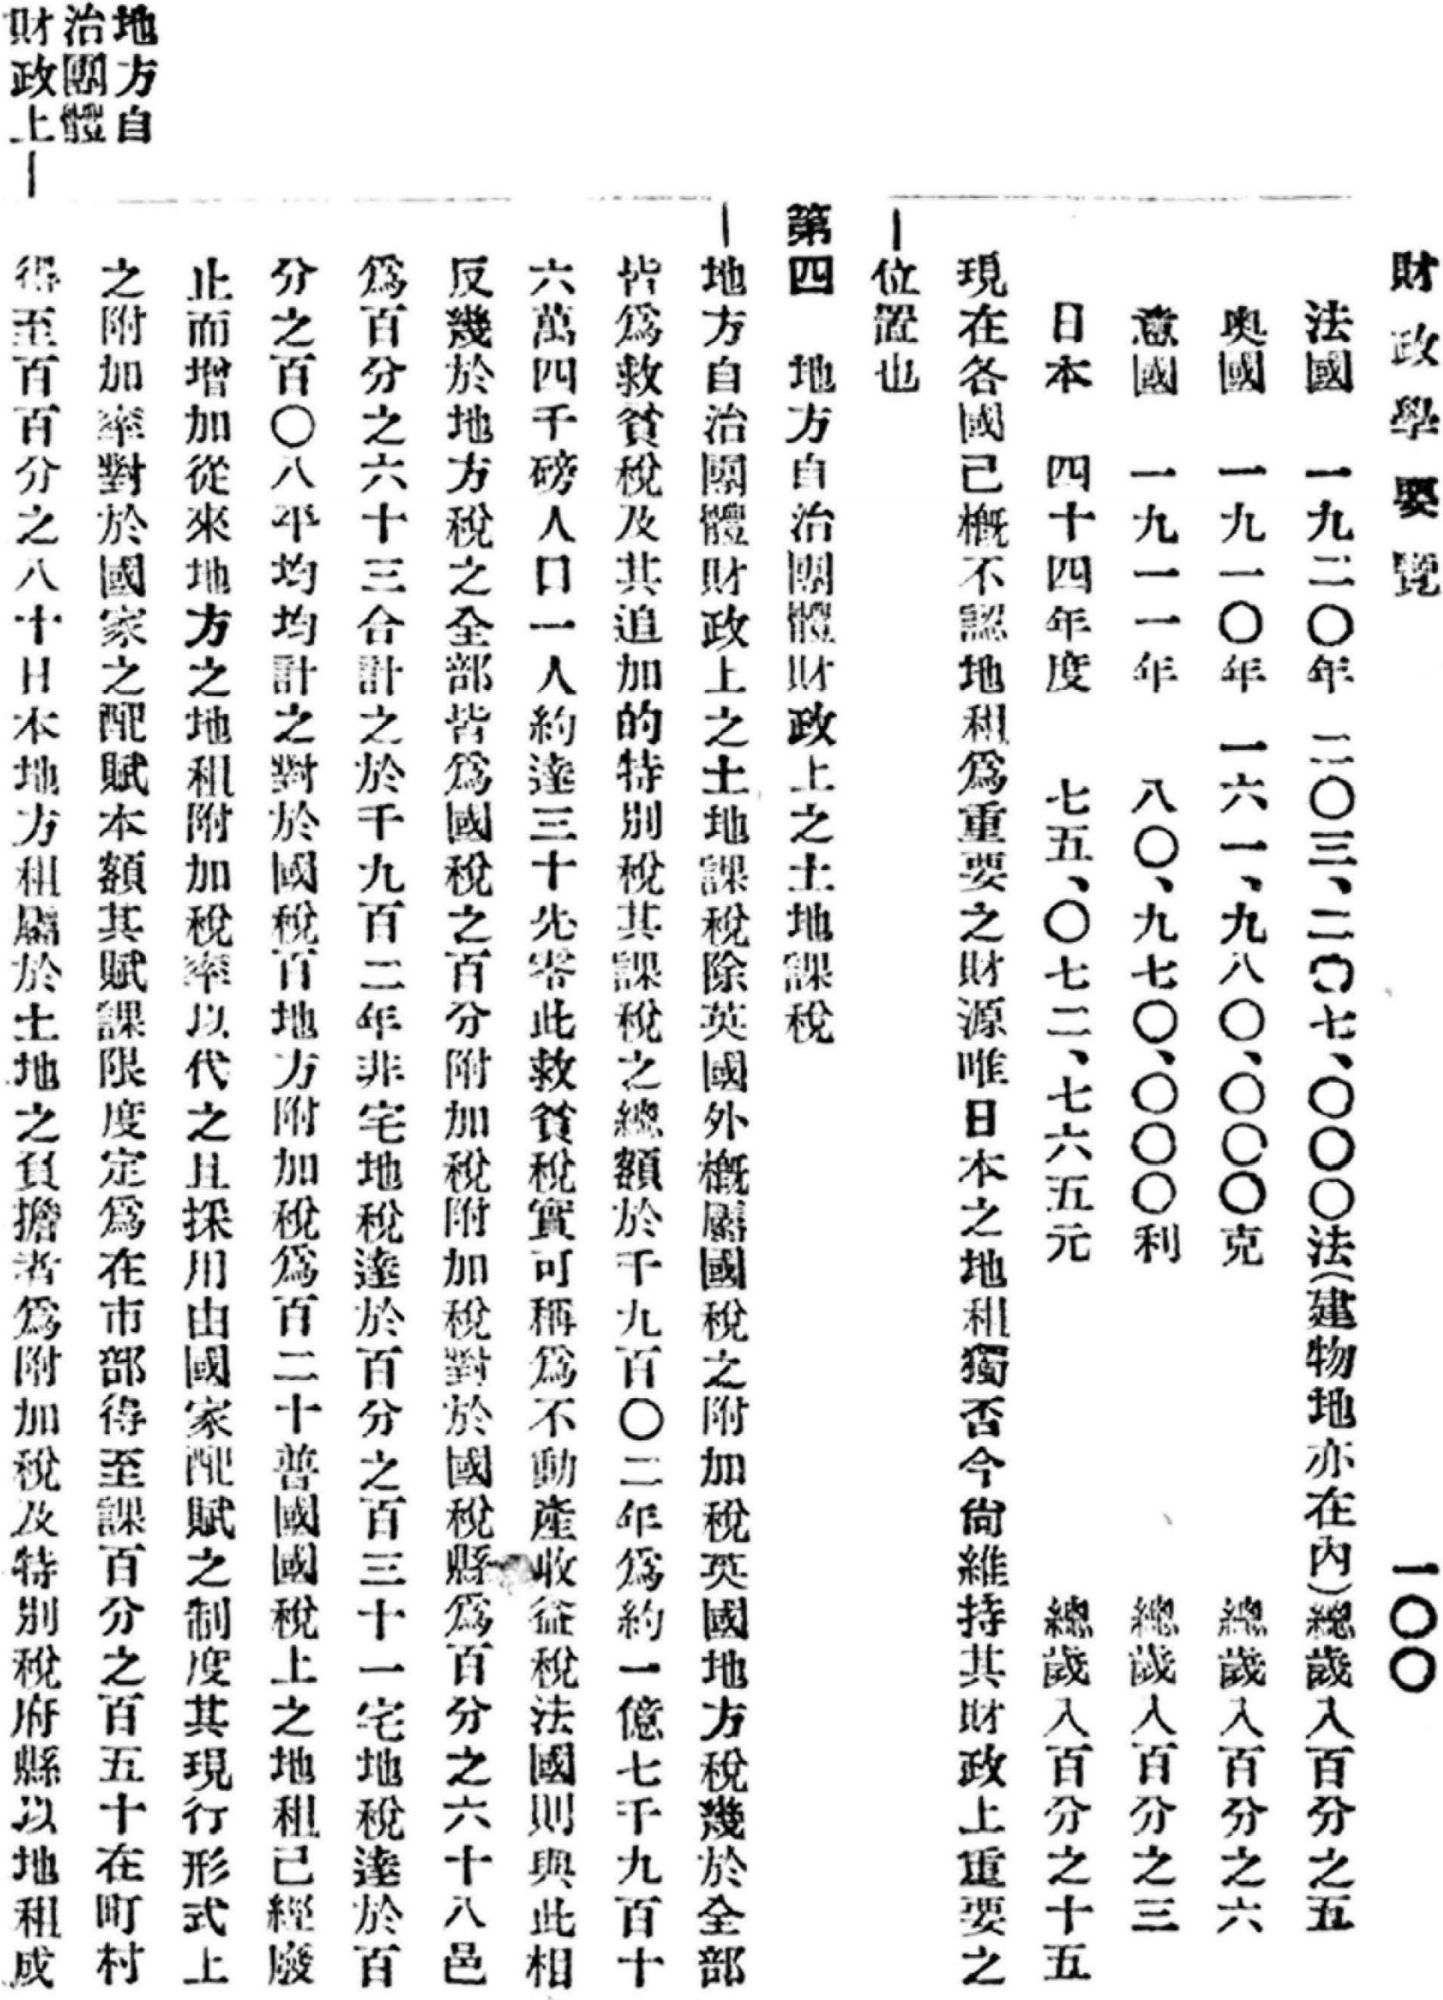 財政學要覽 一〇〇
法國 一九二〇年 二〇三、二〇七、〇〇〇法(建物地亦在內)總歲入百分之五
奥國 一九一〇年 一六一、九八〇、〇〇〇克 總歲入百分之六
意國 一九一一年 八〇、九七〇、〇〇〇利 總歲入百分之三
日本 四十四年度 七五、〇七二、七六五元 總歲入百分之十五
現在各國已概不認地租爲重要之財源唯日本之地租獨否今尙維持其財政上重要之
位置也
第四 地方自治團體財政上之土地課稅
地方自治團體財政上之土地課稅除英國外概屬國稅之附加稅英國地方稅幾於全部
皆爲救貧稅及其追加的特別稅其課稅之總額於千九百〇二年爲約一億七千九百十
六萬四千磅人口一人約達三十先零此救貧稅實可稱爲不動產收益稅法國則與此相
反幾於地方稅之全部皆爲國稅之百分附加稅附加稅對於國稅縣爲百分之六十八邑
爲百分之六十三合計之於千九百二年非宅地稅達於百分之百三十一宅地稅達於百
分之百〇八平均均計之對於國稅百地方附加稅爲百二十普國國稅上之地租已經廢
止而增加從來地方之地租附加稅率以代之且採用由國家配賦之制度其現行形式上
之附加率對於國家之配賦本額其賦課限度定爲在市部得至課百分之百五十在町村
得至百百分之八十日本地方租屬於土地之負擔者爲附加稅及特別稅府縣以地租成
地方自
治團體
財政上